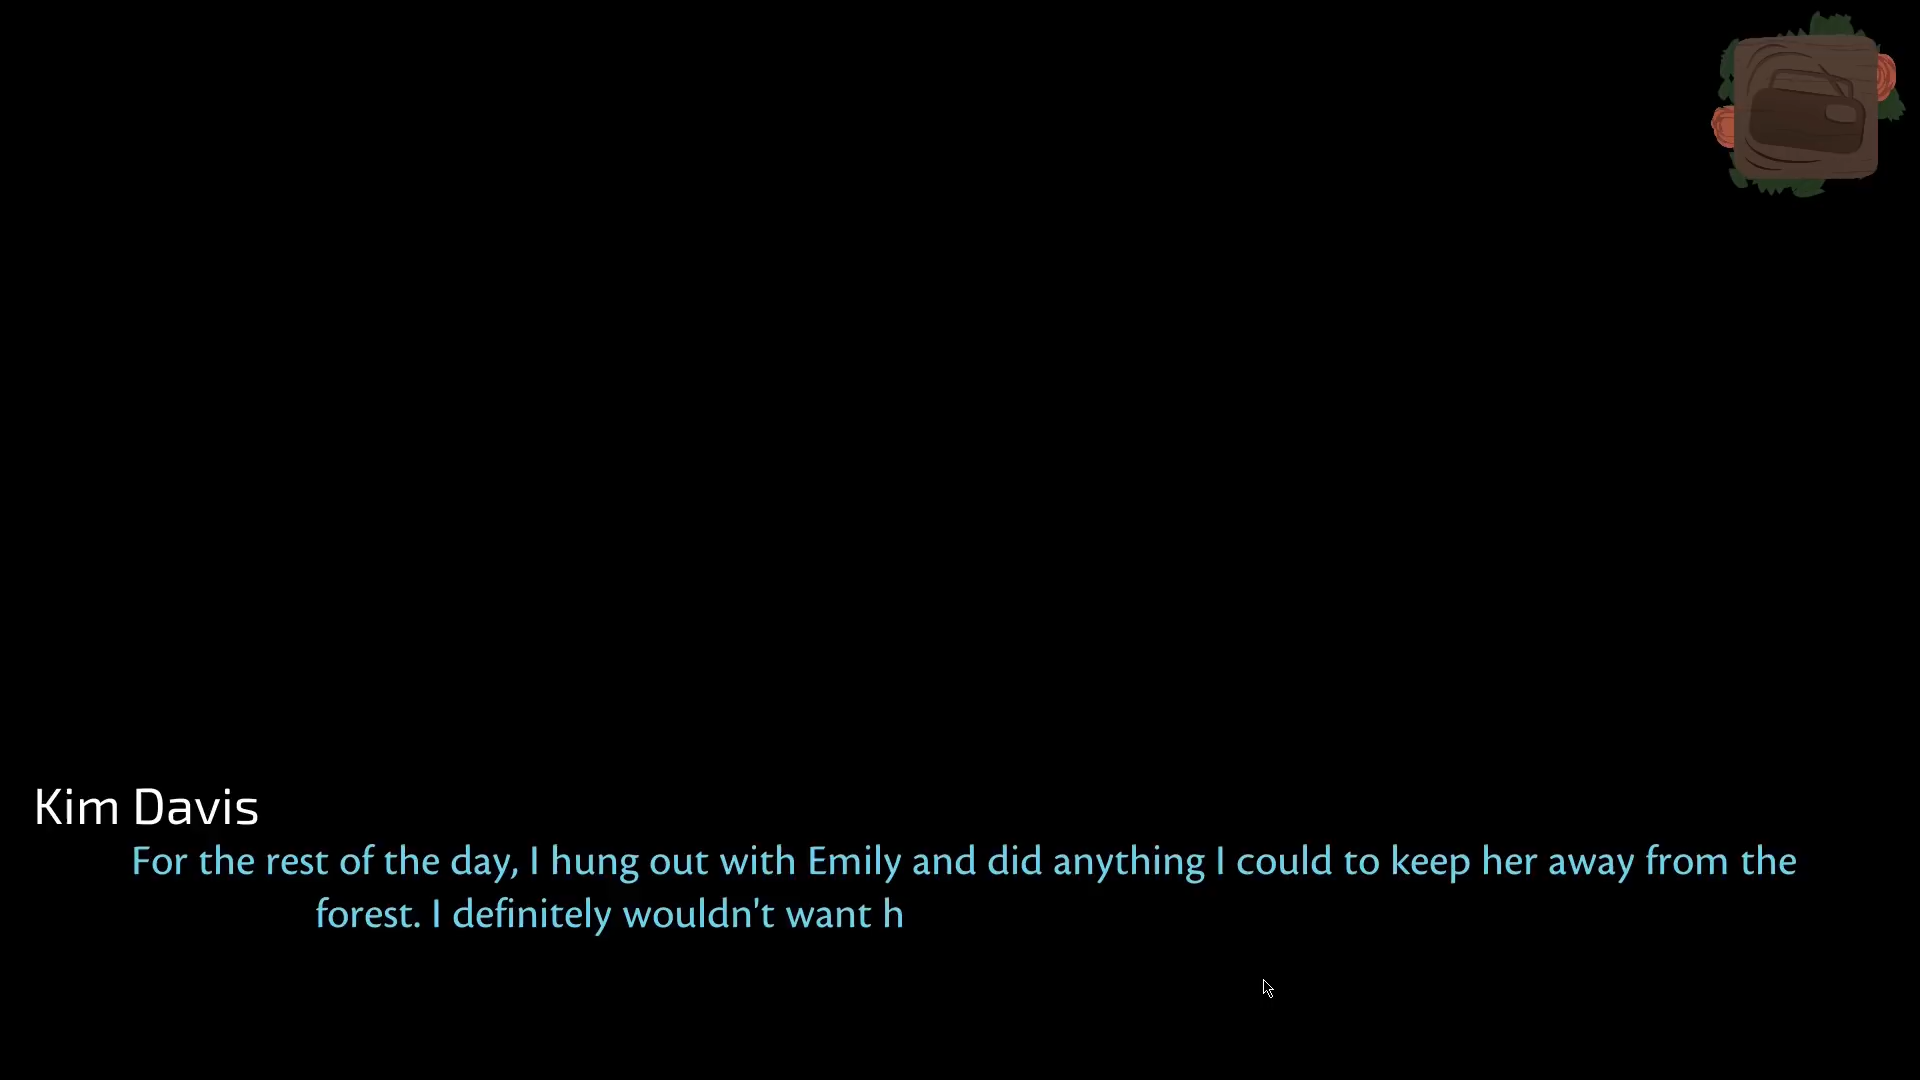 Kim Davis
For the rest of the day, I hung out with Emily and did anything I could to keep her away from the
forest. I definitely wouldn't want h